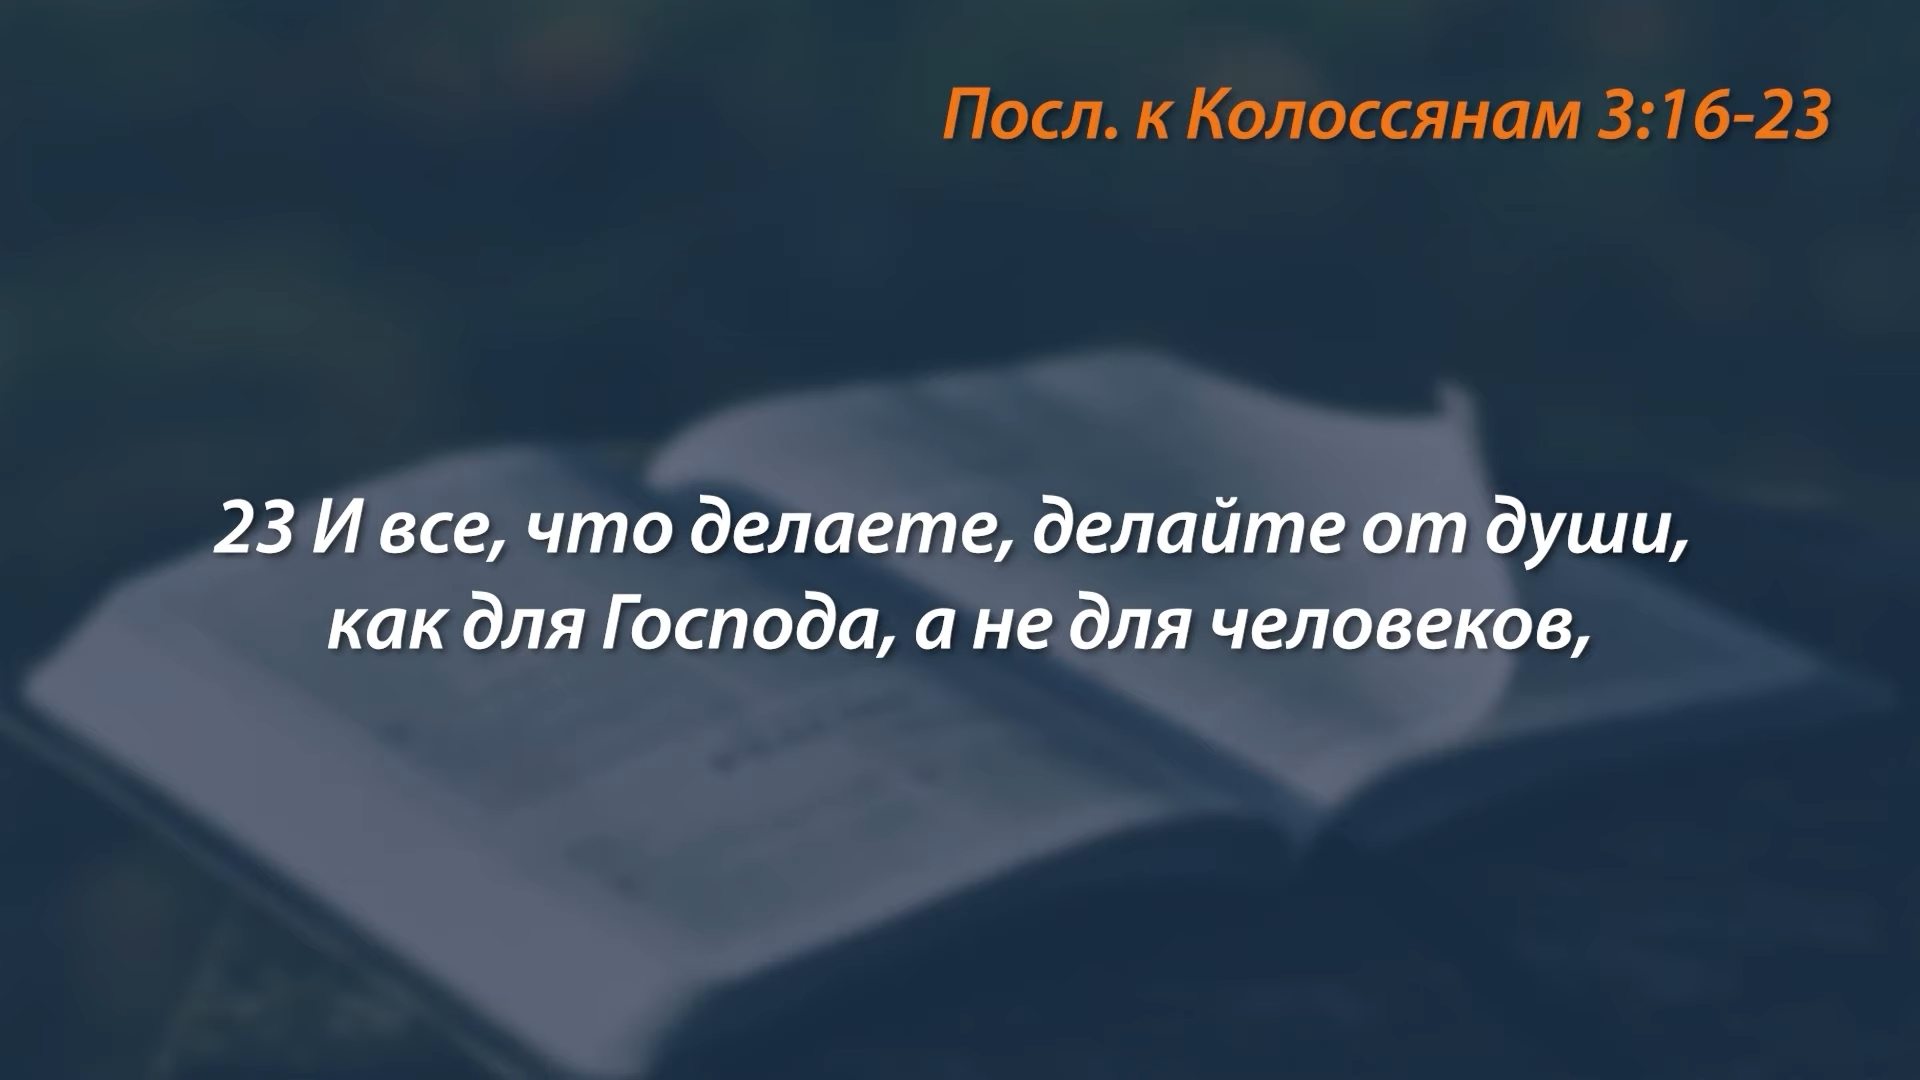 Посл. к Колоссянам 3:16-23
23 И все, что делаете, делайте от души,
как для Господа, а не для человеков,